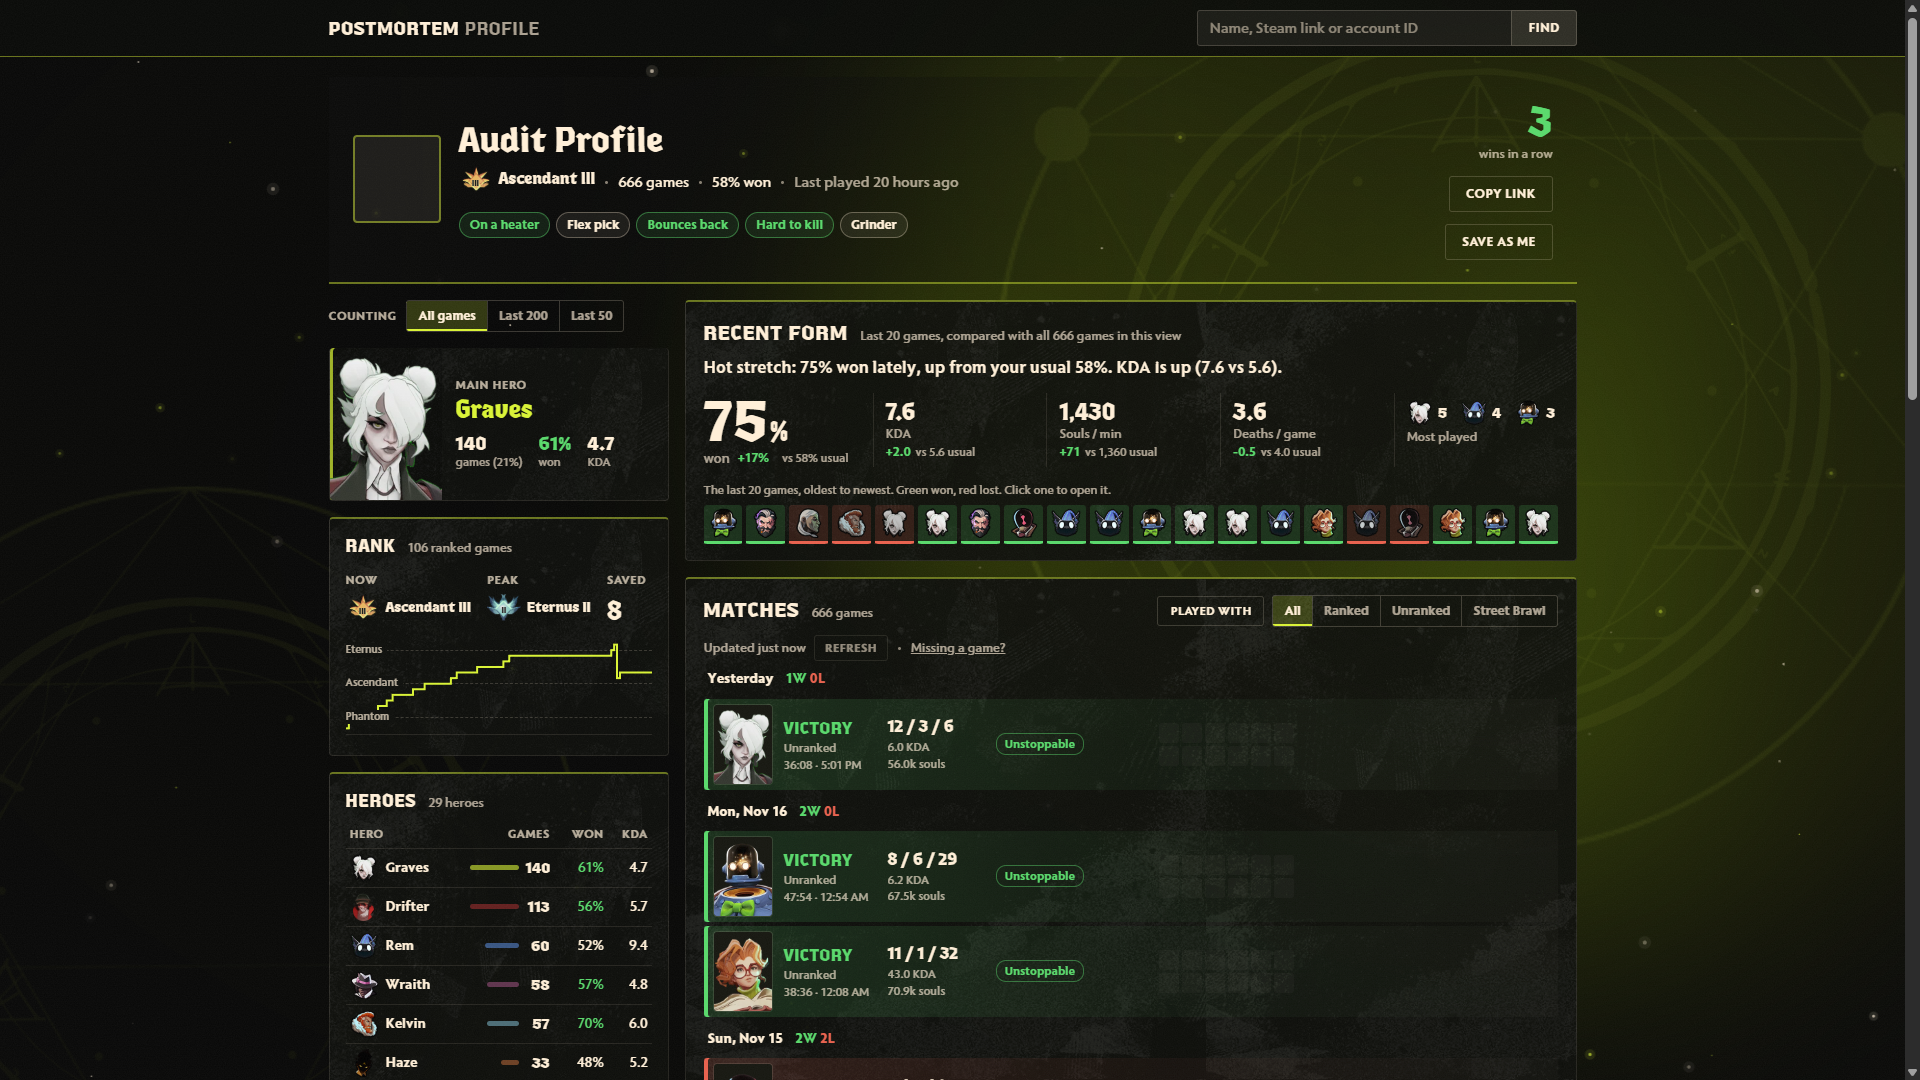 POSTMORTEM PROFILE
Name, Steam link or account ID
FIND
Audit Profile
Ascendant III · 666 games · 58% won · Last played 20 hours ago
On a heater
Flex pick
Bounces back
Hard to kill
Grinder
3
wins in a row
COPY LINK
SAVE AS ME
COUNTING
All games
Last 200
Last 50
MAIN HERO
Graves
140 61% 4.7
games (21%) won KDA
RANK 106 ranked games
NOW PEAK SAVED
Ascendant III Eternus II 8
Eternus
Ascendant
Phantom
HEROES 29 heroes
HERO GAMES WON KDA
Graves 140 61% 4.7
Drifter 113 56% 5.7
Rem 60 52% 9.4
Wraith 58 57% 4.8
Kelvin 57 70% 6.0
Haze 33 48% 5.2
RECENT FORM Last 20 games, compared with all 666 games in this view
Hot stretch: 75% won lately, up from your usual 58%. KDA is up (7.6 vs 5.6).
75%
won +17% vs 58% usual
7.6
KDA
+2.0 vs 5.6 usual
1,430
Souls / min
+71 vs 1,360 usual
3.6
Deaths / game
-0.5 vs 4.0 usual
5 4 3
Most played
The last 20 games, oldest to newest. Green won, red lost. Click one to open it.
MATCHES 666 games
PLAYED WITH
All
Ranked
Unranked
Street Brawl
Updated just now REFRESH · Missing a game?
Yesterday 1W 0L
VICTORY
Unranked
36:08 · 5:01 PM
12 / 3 / 6
6.0 KDA
56.0k souls
Unstoppable
Mon, Nov 16 2W 0L
VICTORY
Unranked
47:54 · 12:54 AM
8 / 6 / 29
6.2 KDA
67.5k souls
Unstoppable
VICTORY
Unranked
38:36 · 12:08 AM
11 / 1 / 32
43.0 KDA
70.9k souls
Unstoppable
Sun, Nov 15 2W 2L